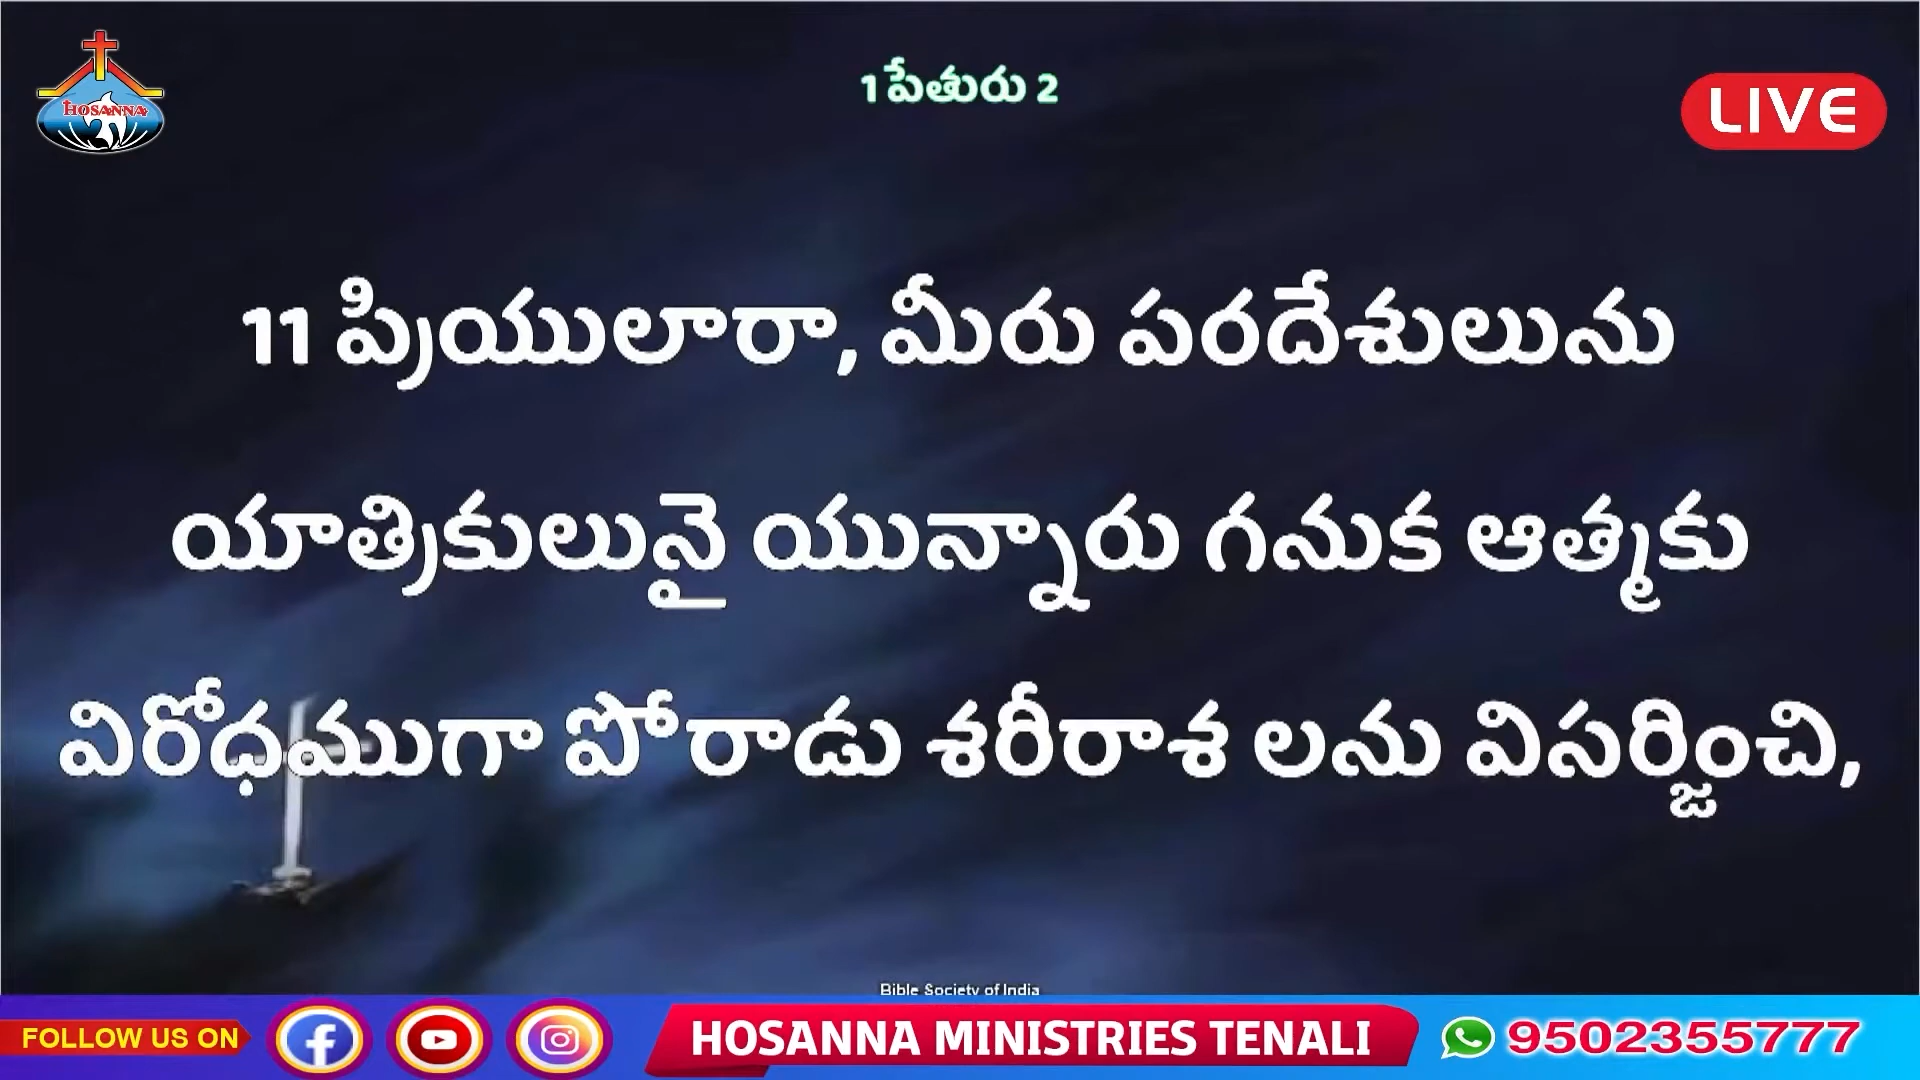 HOSANNA
1 పేతురు 2
LIVE
11 ప్రియులారా, మీరు పరదేశులును
యాత్రికులునై యున్నారు గనుక ఆత్మకు
విరోధముగా పోరాడు శరీరాశ లను విసర్జించి,
Bible Society of India
FOLLOW US ON
HOSANNA MINISTRIES TENALI
9502355777